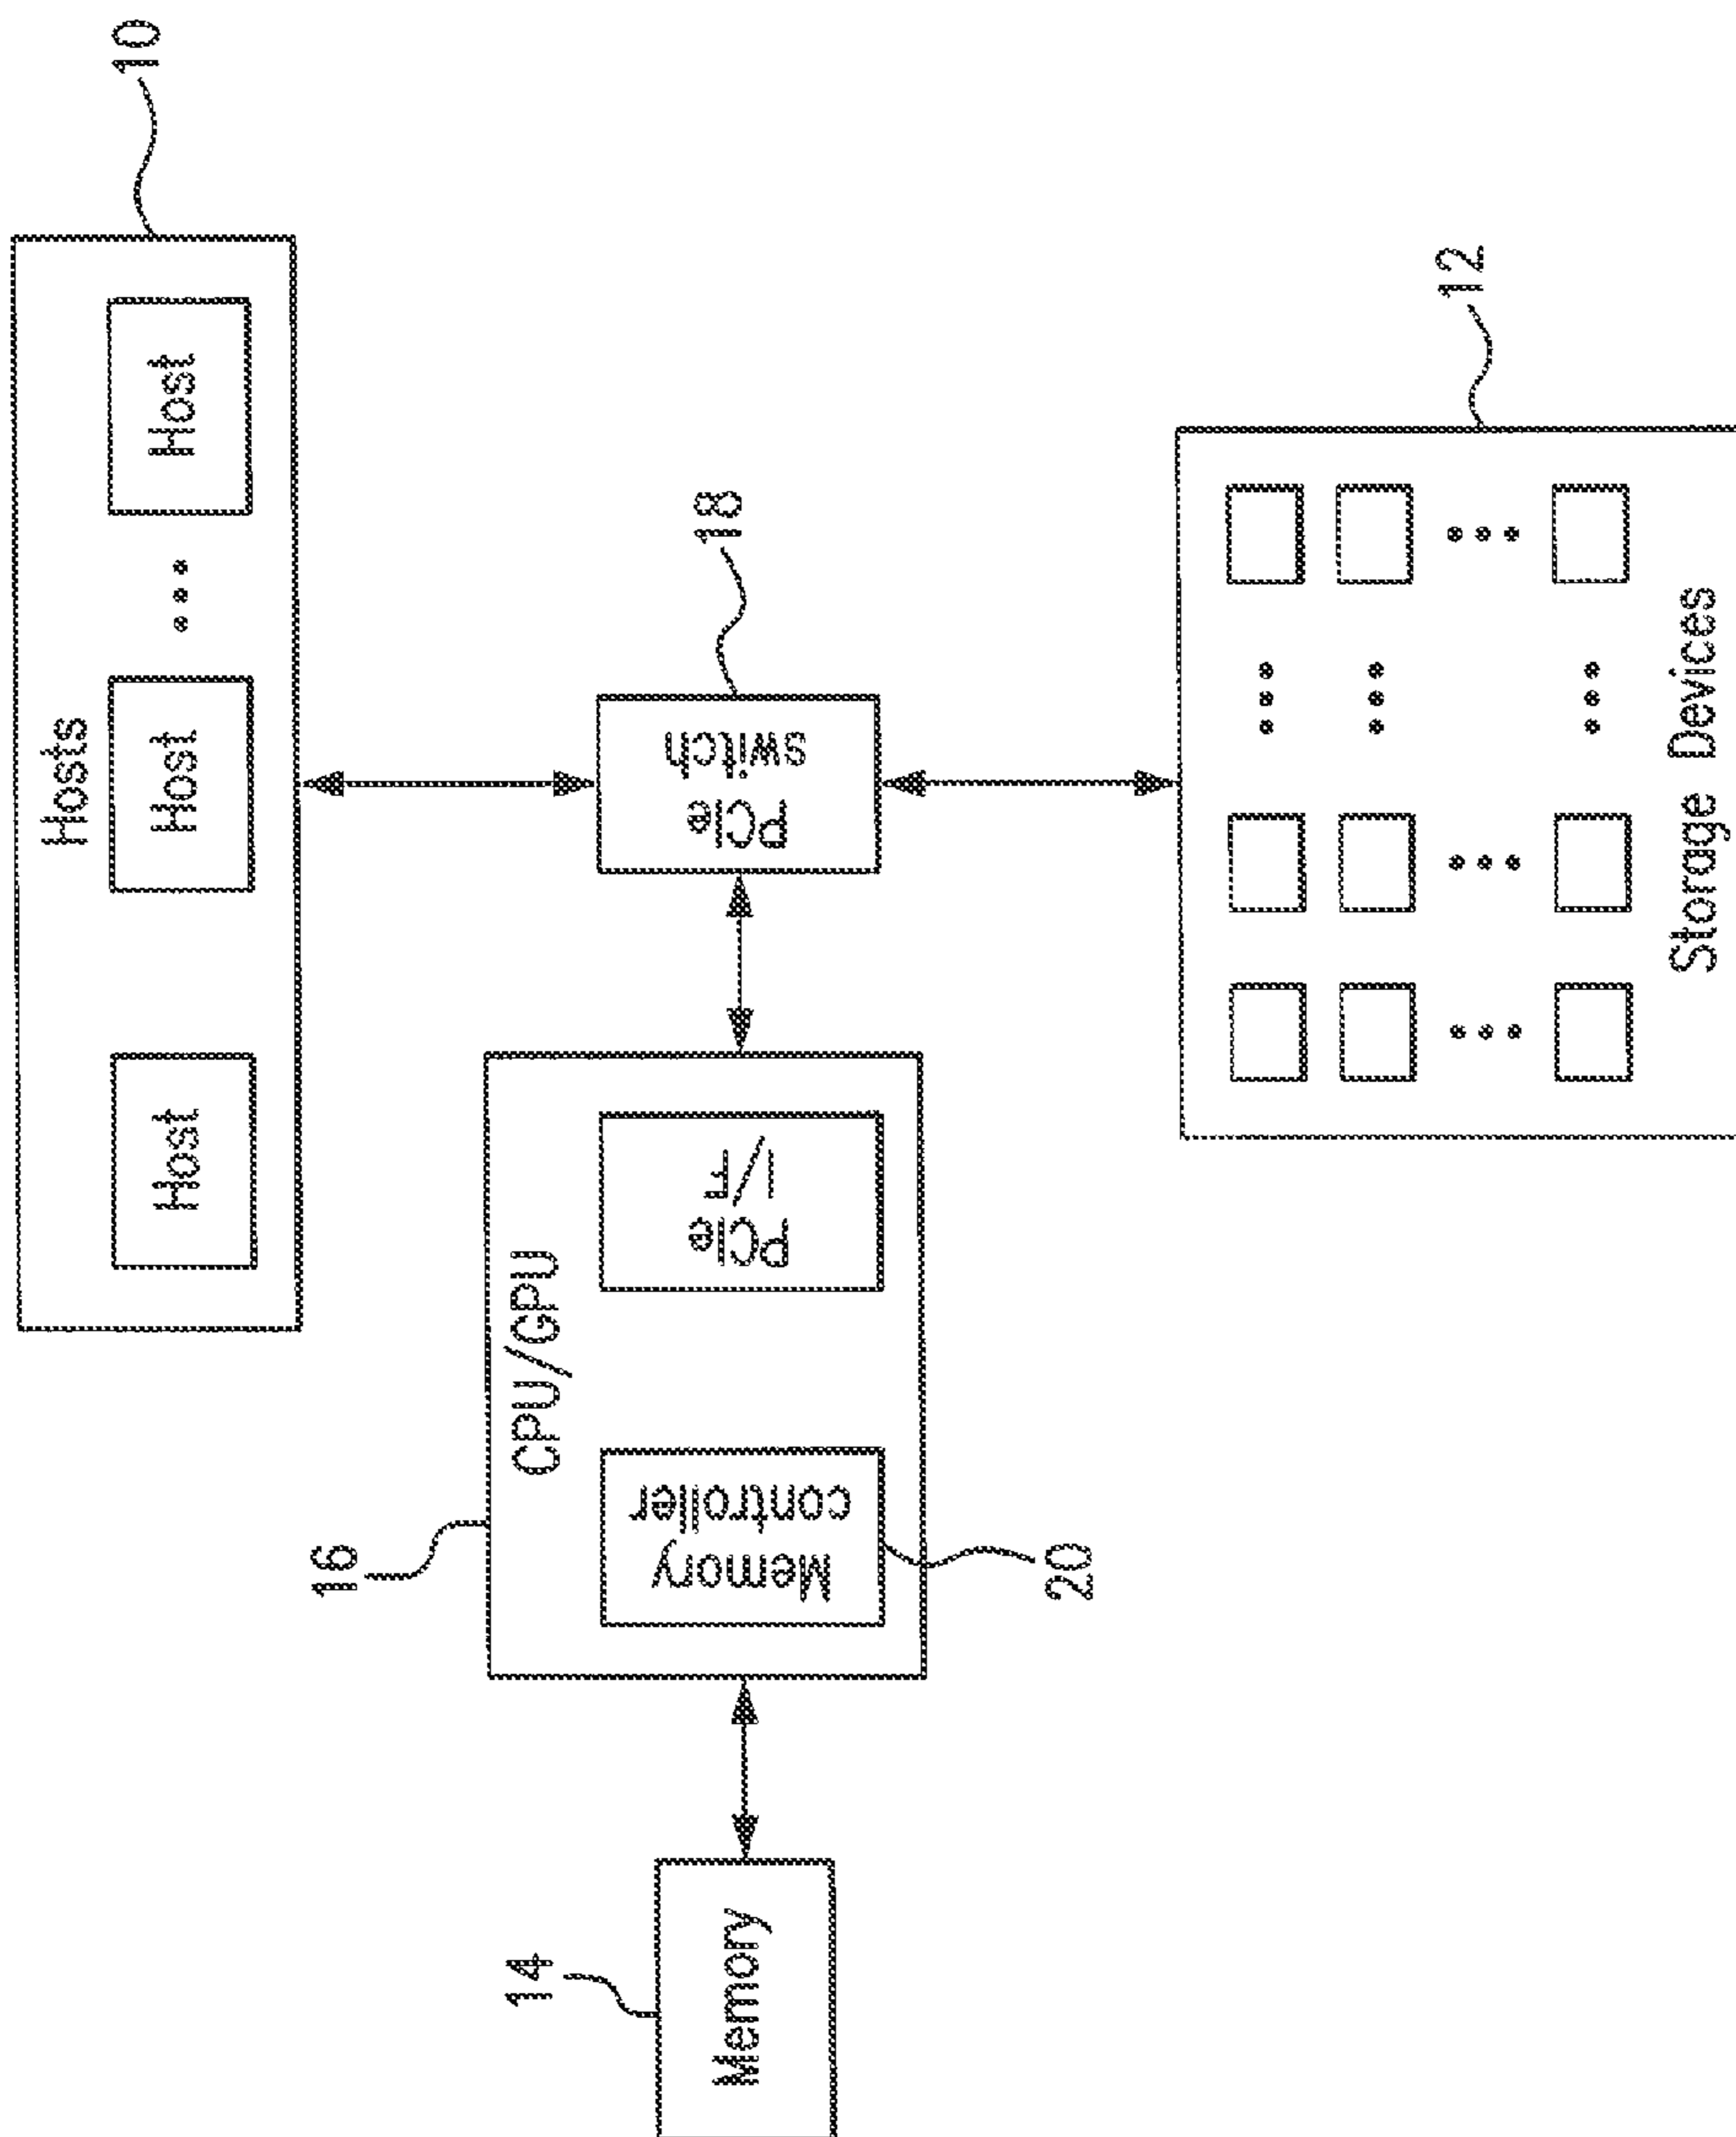 10
Hosts
Host
Host
Host
18
PCIe
switch
16
CPU/GPU
Memory
controller
PCIe
I/F
20
14
Memory
12
Storage Devices